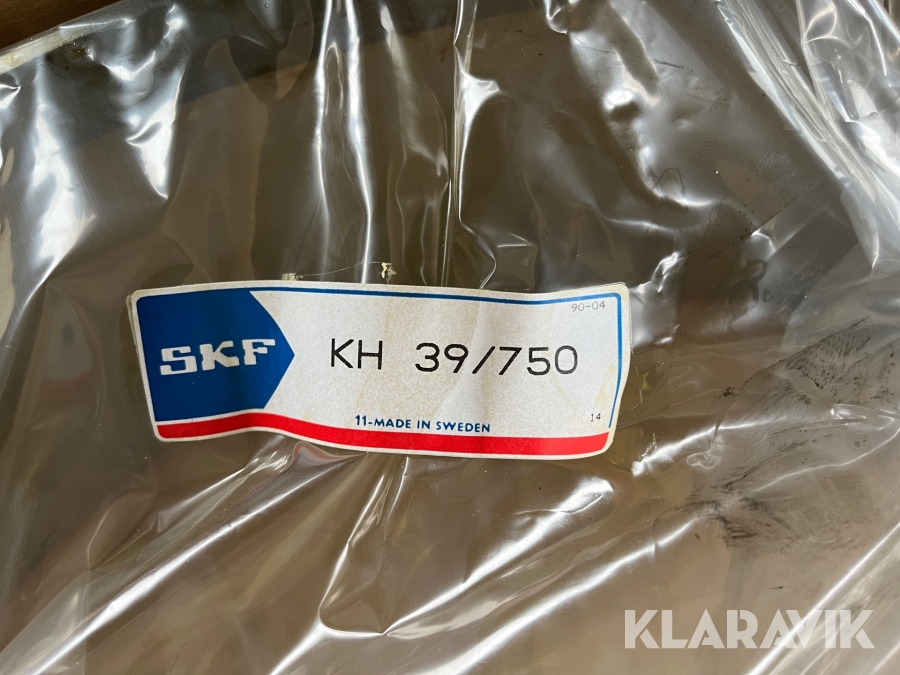 90-04
SKF
KH 39/750
14
11-MADE IN SWEDEN
KLARAVIK